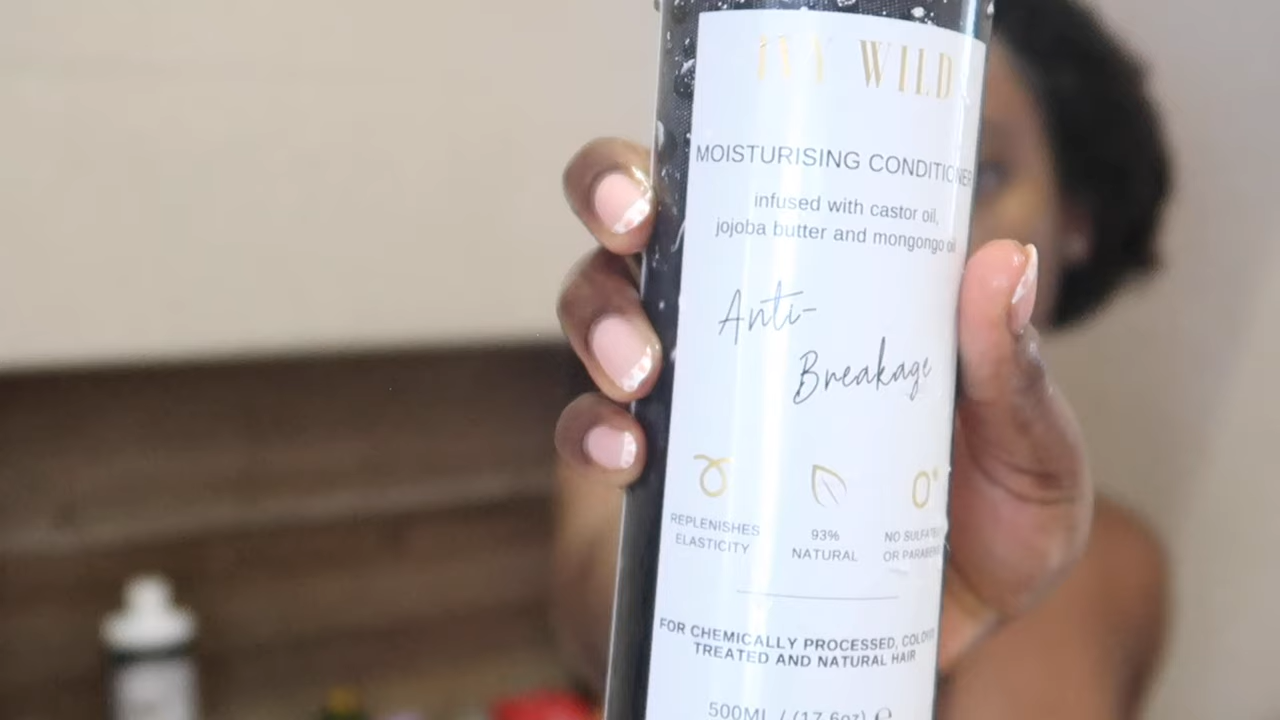 IVY WILD
MOISTURISING CONDITIONER
infused with castor oil,
jojoba butter and mongongo oil
Anti-
Breakage
REPLENISHES
ELASTICITY
93%
NATURAL
NO SULFATES
OR PARABENS
FOR CHEMICALLY PROCESSED, COLOUR
TREATED AND NATURAL HAIR
500ML / (17.6oz) e